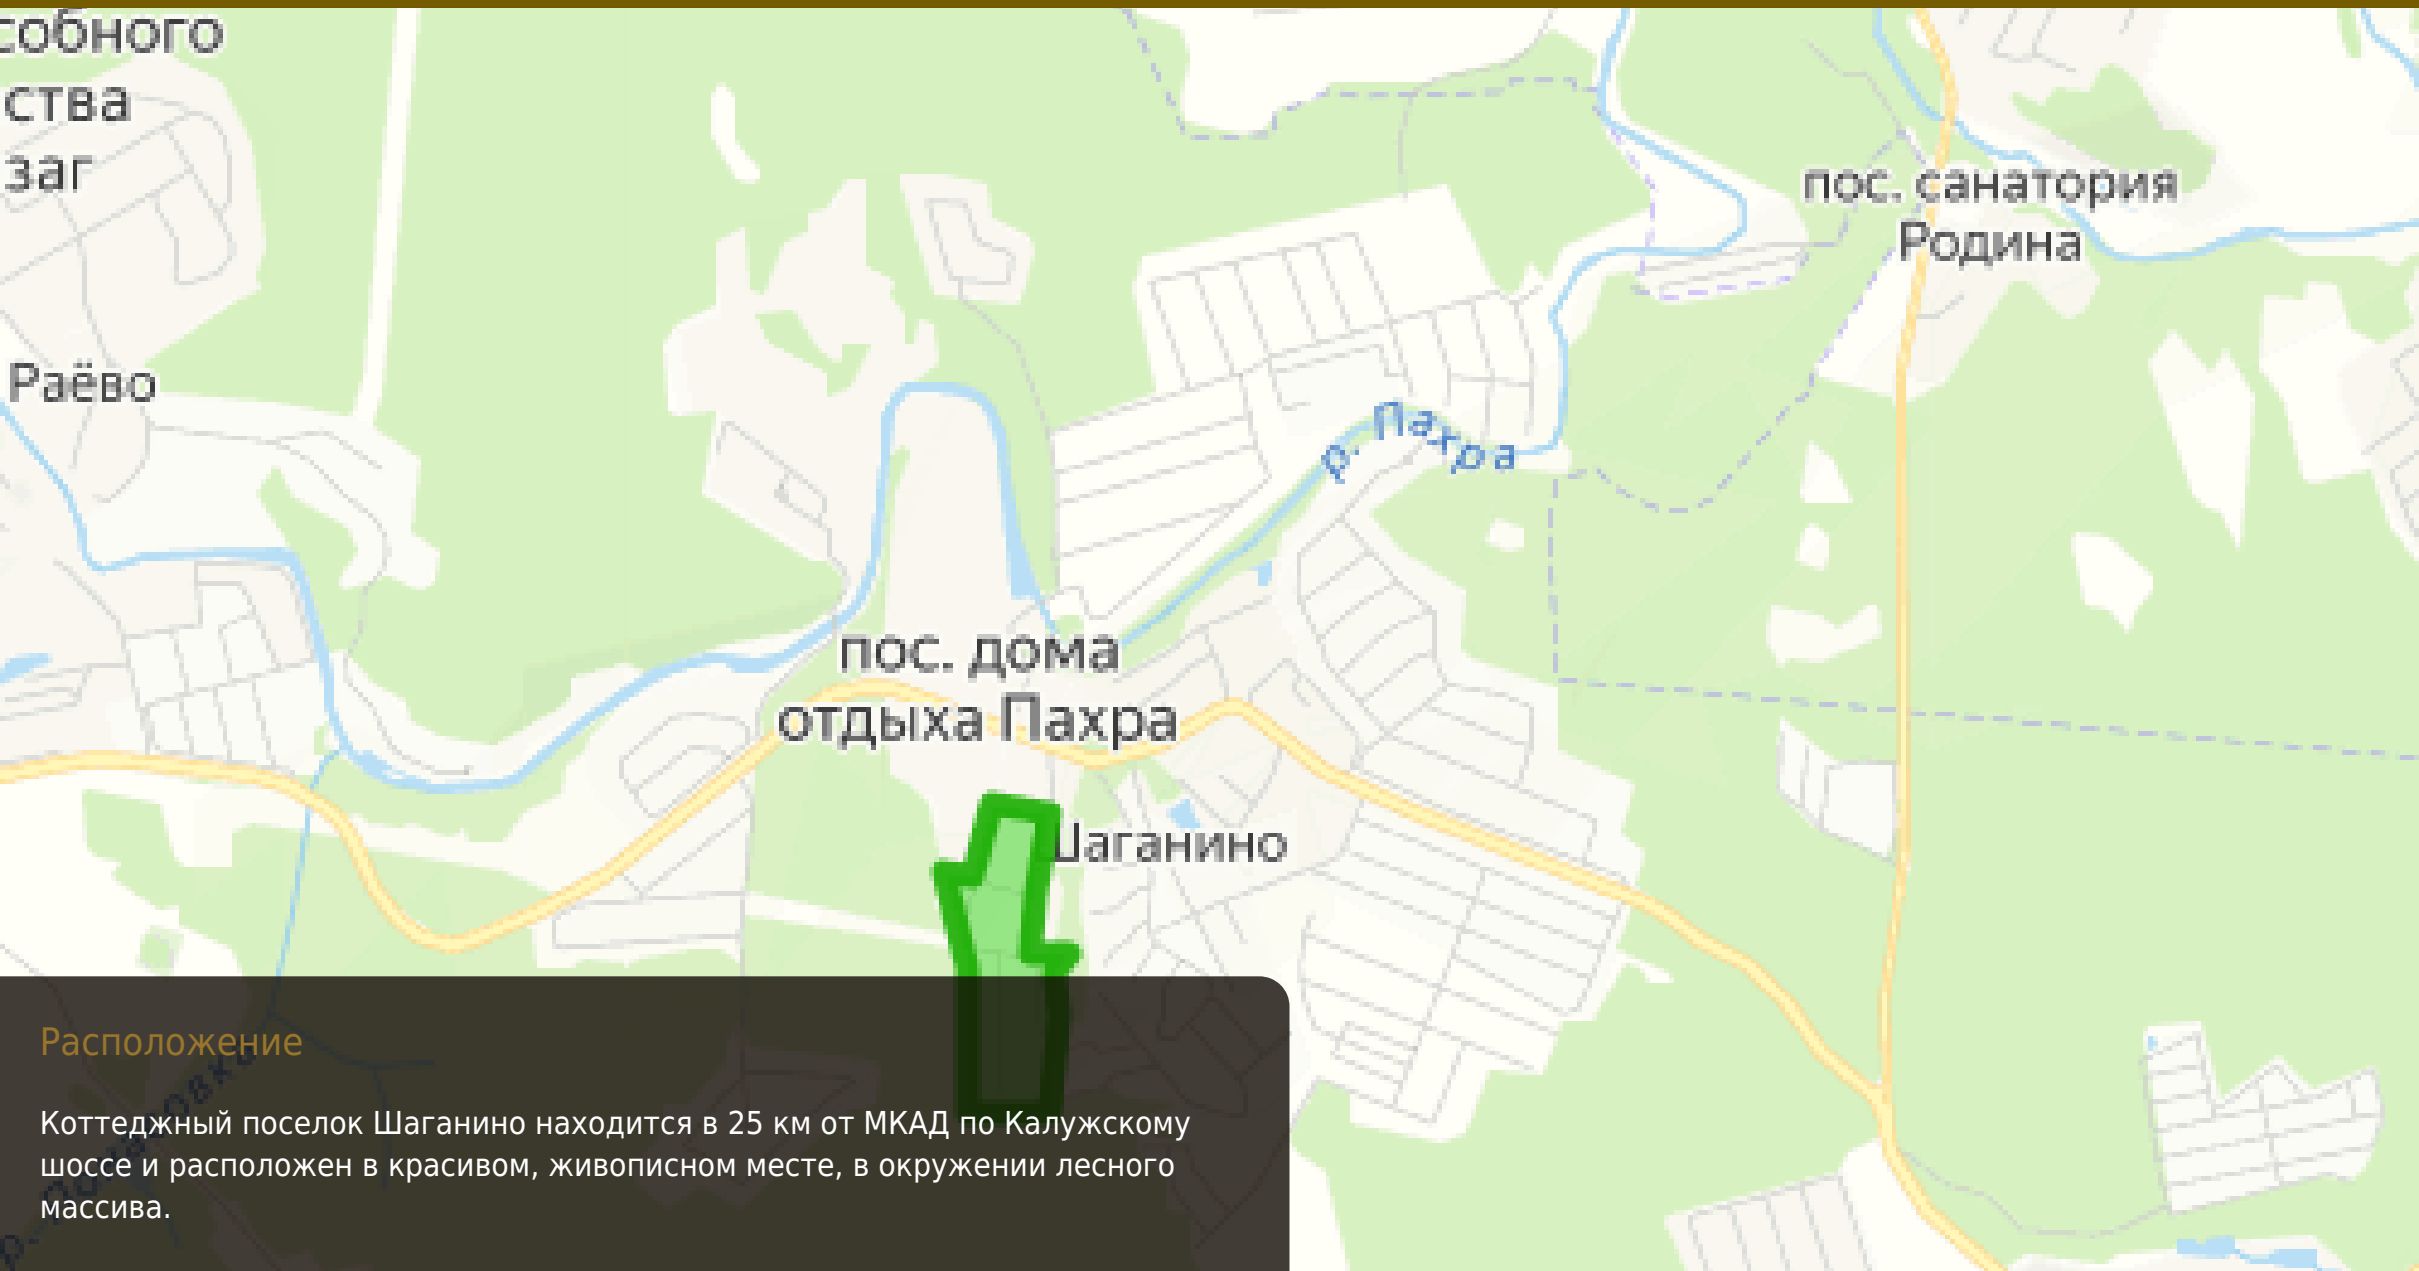 собного
ства
заг
пос. санатория
Родина
Раёво
р. Пахра
пос. дома
отдыха Пахра
Шаганино
Расположение
Коттеджный поселок Шаганино находится в 25 км от МКАД по Калужскому
шоссе и расположен в красивом, живописном месте, в окружении лесного
массива.